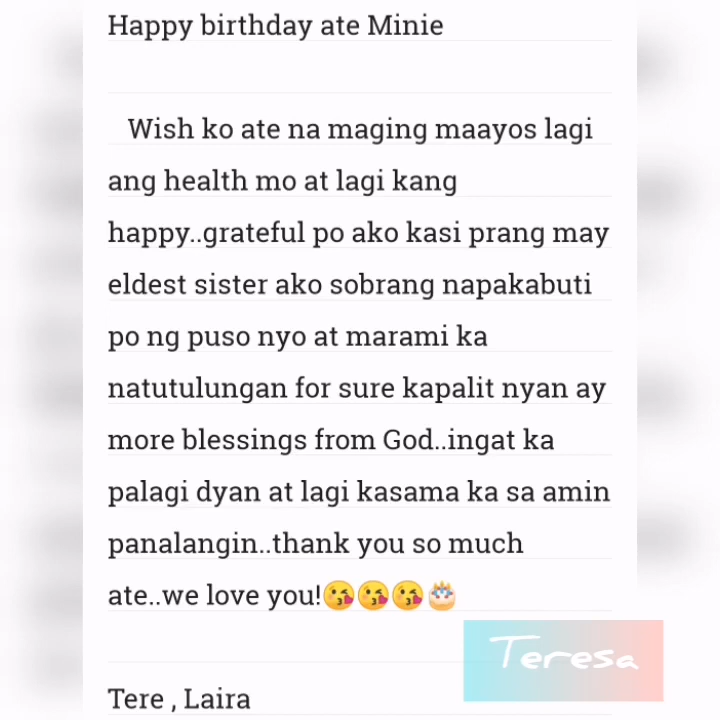 Happy birthday ate Minie
Wish ko ate na maging maayos lagi
ang health mo at lagi kang
happy..grateful po ako kasi prang may
eldest sister ako sobrang napakabuti
po ng puso nyo at marami ka
natutulungan for sure kapalit nyan ay
more blessings from God..ingat ka
palagi dyan at lagi kasama ka sa amin
panalangin..thank you so much
ate..we love you!😘😘😘🎂
Teresa
Tere , Laira